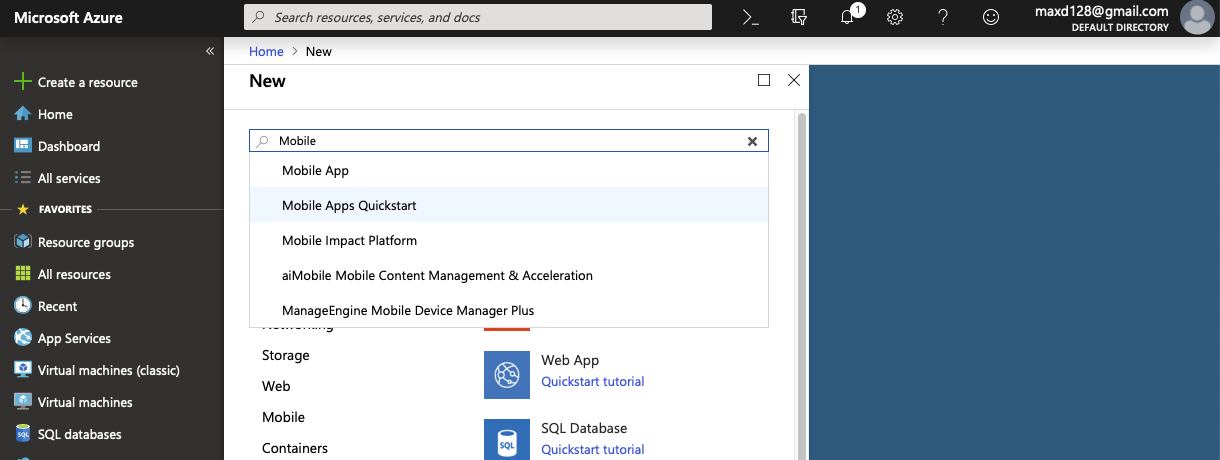 Microsoft Azure
Search resources, services, and docs
1
maxd128@gmail.com
DEFAULT DIRECTORY
Create a resource
Home
Dashboard
All services
FAVORITES
Resource groups
All resources
Recent
App Services
Virtual machines (classic)
Virtual machines
SQL databases
Home > New
New
Mobile
Mobile App
Mobile Apps Quickstart
Mobile Impact Platform
aiMobile Mobile Content Management & Acceleration
ManageEngine Mobile Device Manager Plus
Networking
Storage
Web
Mobile
Containers
Web App
Quickstart tutorial
SQL
SQL Database
Quickstart tutorial